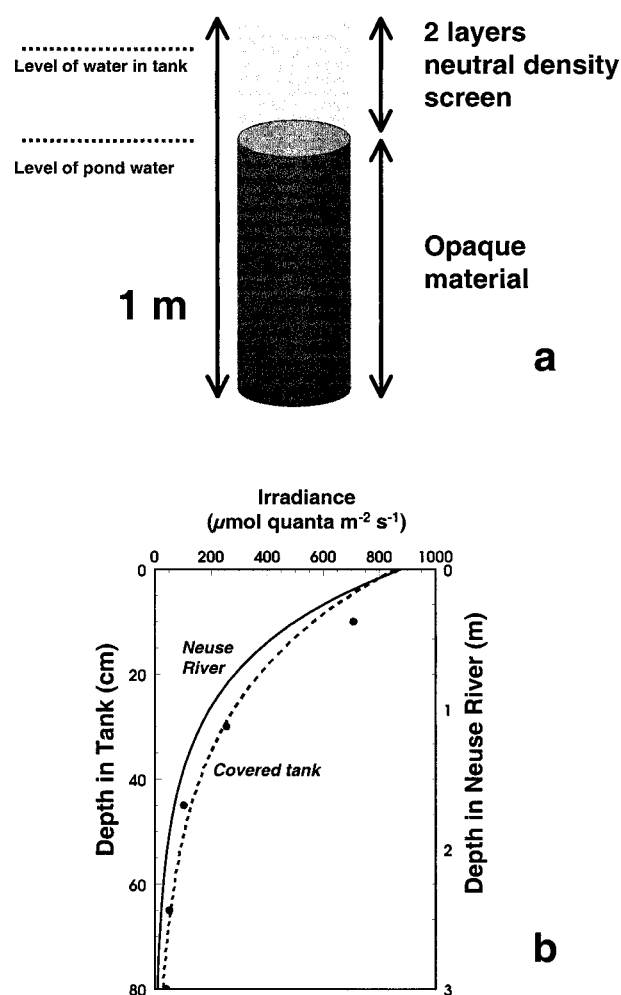 Level of water in tank
Level of pond water
1 m
2 layers
neutral density
screen
Opaque
material
a
Irradiance
(μmol quanta m⁻² s⁻¹)
0 200 400 600 800 1000
0
20
40
60
80
Depth in Tank (cm)
Neuse
River
Covered tank
0
1
2
3
Depth in Neuse River (m)
b